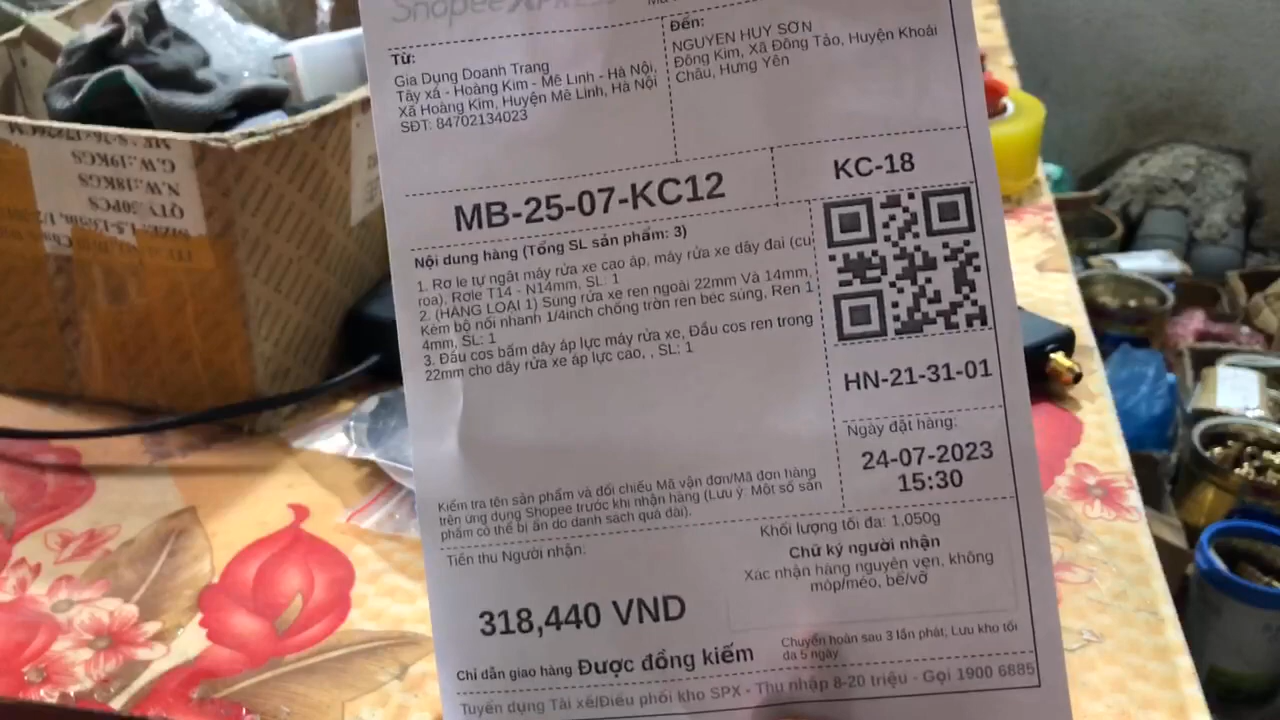 Shopee
Từ:
Gia Dụng Doanh Trang
Tây xá - Hoàng Kim - Mê Linh - Hà Nội,
Xã Hoàng Kim, Huyện Mê Linh, Hà Nội
SĐT: 84702134023
Đến:
NGUYEN HUY SƠN
Đông Kim, Xã Đông Tảo, Huyện Khoái
Châu, Hưng Yên
MB-25-07-KC12
KC-18
Nội dung hàng (Tổng SL sản phẩm: 3)
1. Rơ le tự ngắt máy rửa xe cao áp, máy rửa xe dây đai (cu
roa), Rơle T14 - N14mm, SL: 1
2. (HÀNG LOẠI 1) Súng rửa xe ren ngoài 22mm Và 14mm,
Kèm bộ nối nhanh 1/4inch chống tròn ren béc súng, Ren 1
4mm, SL: 1
3. Đầu cos bấm dây áp lực máy rửa xe, Đầu cos ren trong
22mm cho dây rửa xe áp lực cao, , SL: 1
HN-21-31-01
Ngày đặt hàng:
24-07-2023
15:30
Kiểm tra tên sản phẩm và đối chiếu Mã vận đơn/Mã đơn hàng
trên ứng dụng Shopee trước khi nhận hàng (Lưu ý: Một số sản
phẩm có thể bị ẩn do danh sách quá dài).
Tiền thu Người nhận:
318,440 VND
Khối lượng tối đa: 1,050g
Chữ ký người nhận
Xác nhận hàng nguyên vẹn, không
móp/méo, bể/vỡ
Chỉ dẫn giao hàng Được đồng kiểm
Chuyển hoàn sau 3 lần phát; Lưu kho tối
đa 5 ngày
Tuyển dụng Tài xế/Điều phối kho SPX - Thu nhập 8-20 triệu - Gọi 1900 6885
G.W.:19KGS
N.W.:18KGS
QTY:50PCS